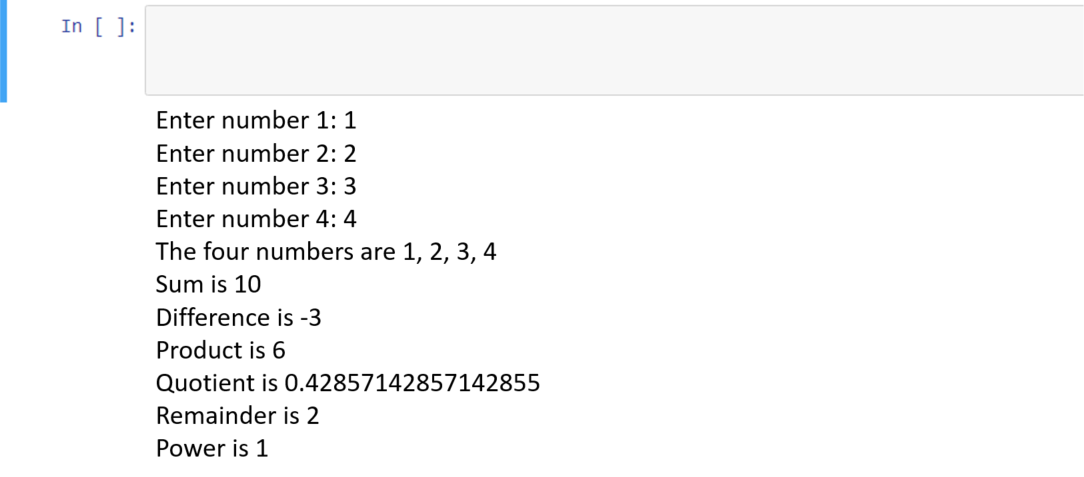 In [ ]:
Enter number 1: 1
Enter number 2: 2
Enter number 3: 3
Enter number 4: 4
The four numbers are 1, 2, 3, 4
Sum is 10
Difference is -3
Product is 6
Quotient is 0.42857142857142855
Remainder is 2
Power is 1